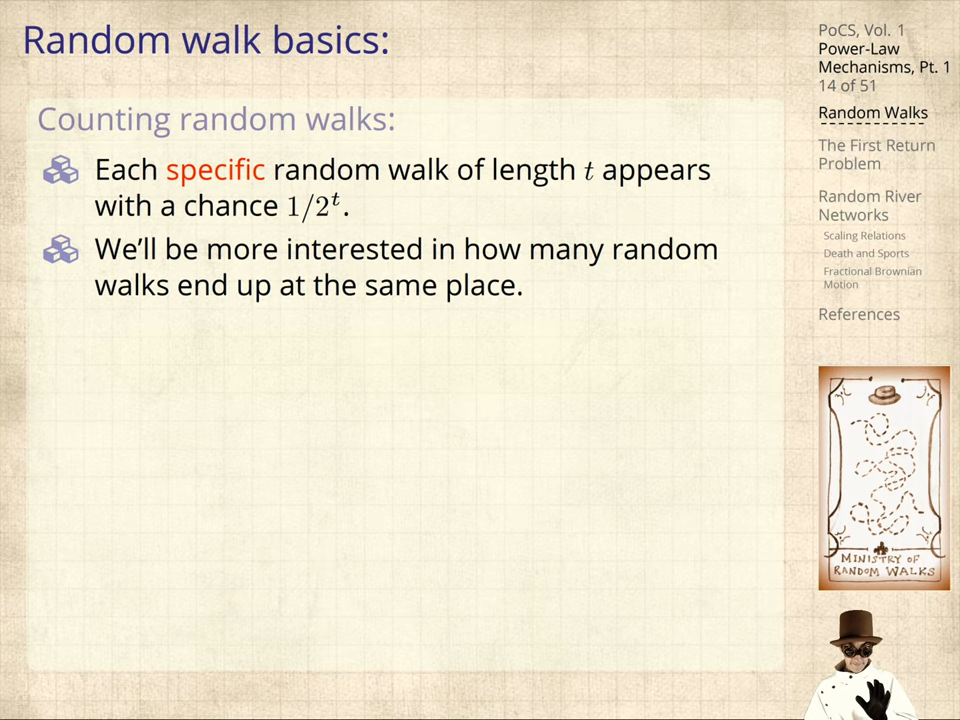 Random walk basics:
Counting random walks:
Each specific random walk of length t appears
with a chance 1/2^t.
We'll be more interested in how many random
walks end up at the same place.
PoCS, Vol. 1
Power-Law
Mechanisms, Pt. 1
14 of 51
Random Walks
The First Return
Problem
Random River
Networks
Scaling Relations
Death and Sports
Fractional Brownian
Motion
References
MINISTRY OF
RANDOM WALKS